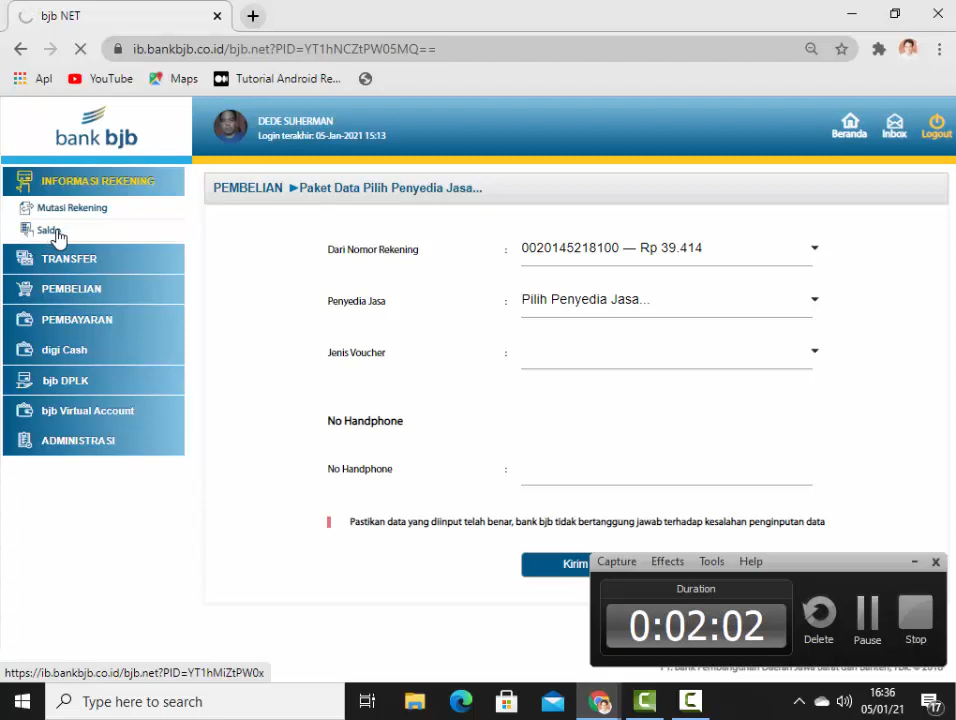 bjb NET
ib.bankbjb.co.id/bjb.net?PID=YT1hNCZtPW05MQ==
Apl YouTube Maps Tutorial Android Re...
bank bjb
DEDE SUHERMAN
Login terakhir: 05-Jan-2021 15:13
Beranda Inbox Logout
INFORMASI REKENING
Mutasi Rekening
Saldo
TRANSFER
PEMBELIAN
PEMBAYARAN
digi Cash
bjb DPLK
bjb Virtual Account
ADMINISTRASI
PEMBELIAN ►Paket Data Pilih Penyedia Jasa...
Dari Nomor Rekening : 0020145218100 — Rp 39.414
Penyedia Jasa : Pilih Penyedia Jasa...
Jenis Voucher :
No Handphone
No Handphone :
Pastikan data yang diinput telah benar, bank bjb tidak bertanggung jawab terhadap kesalahan penginputan data
Kirim
Capture Effects Tools Help
Duration
0:02:02
Delete Pause Stop
https://ib.bankbjb.co.id/bjb.net?PID=YT1hMiZtPW0x
Type here to search
16:36
05/01/21
17